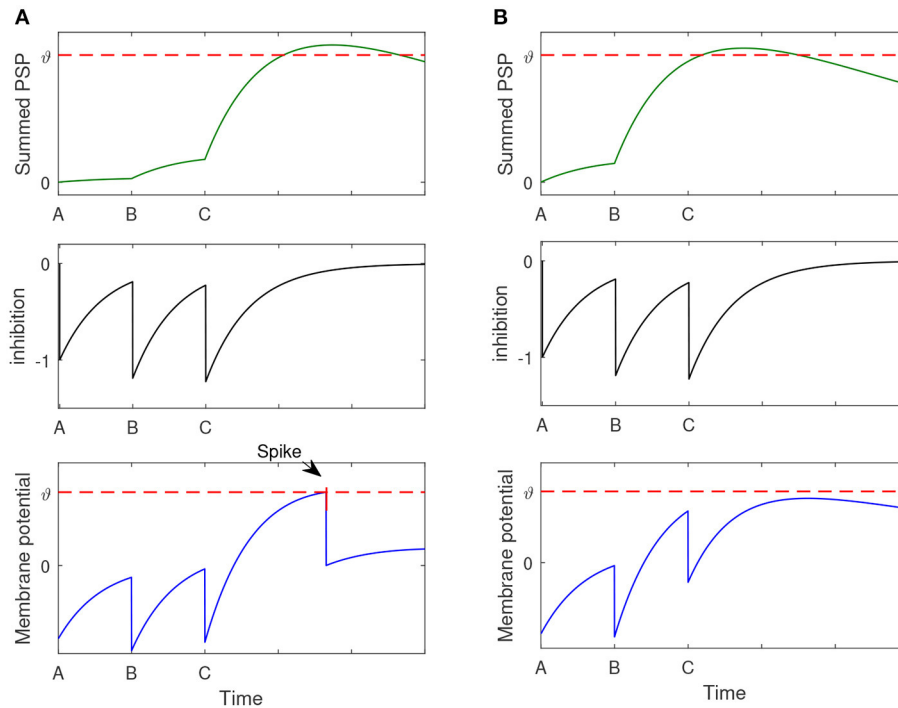 A
Summed PSP
ϑ
0
A B C
inhibition
0
-1
A B C
Spike
Membrane potential
ϑ
0
A B C
Time
B
Summed PSP
ϑ
0
A B C
inhibition
0
-1
A B C
Membrane potential
ϑ
0
A B C
Time